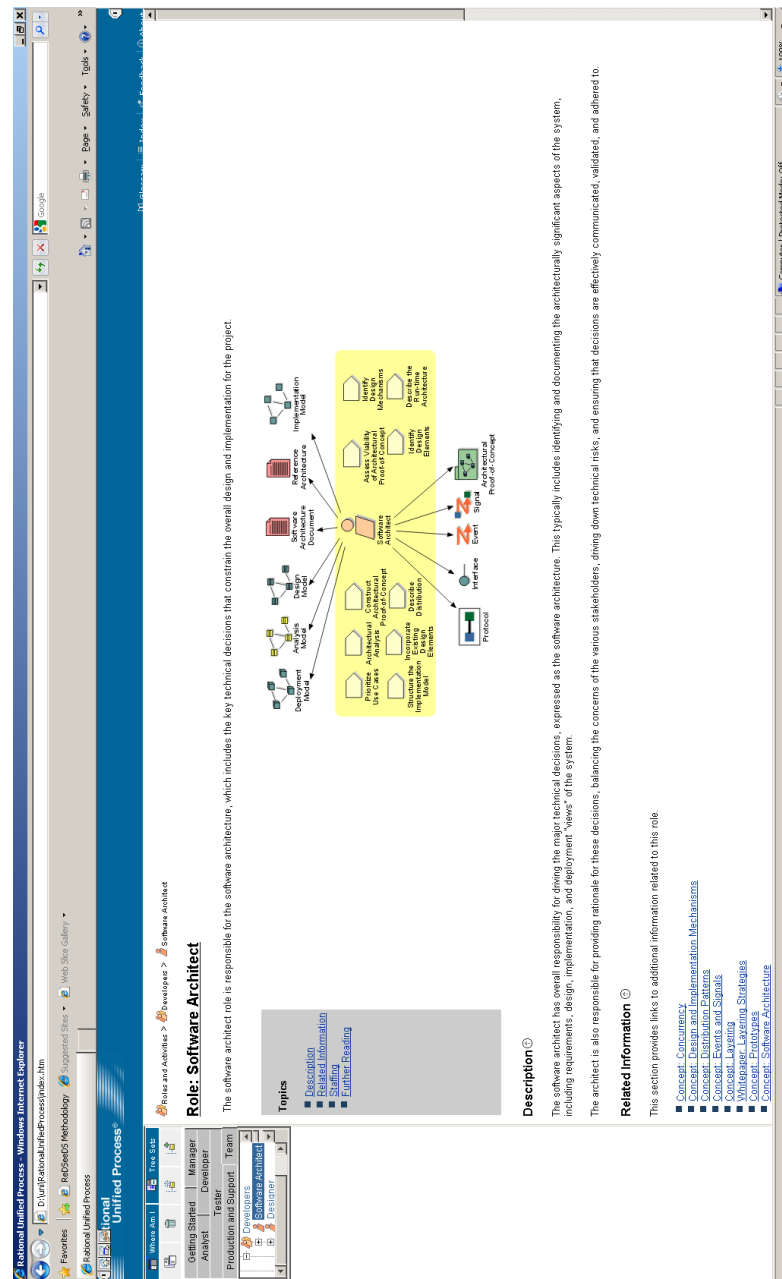 Rational Unified Process - Windows Internet Explorer
D:\uni\RationalUnifiedProcess\index.htm
Google
Favorites
ReDSeeDS Methodology
Suggested Sites
Web Slice Gallery
Rational Unified Process
Page
Safety
Tools
Rational
Unified Process®
Glossary | Index | Feedback | About
Where Am I
Tree Sets
Getting Started
Manager
Analyst
Developer
Tester
Production and Support
Team
Developers
Software Architect
Designer
Roles and Activities > Developers > Software Architect
Role: Software Architect
The software architect role is responsible for the software architecture, which includes the key technical decisions that constrain the overall design and implementation for the project.
Topics
Description
Related Information
Staffing
Further Reading
Deployment
Model
Analysis
Model
Design
Model
Software
Architecture
Document
Reference
Architecture
Implementation
Model
Prioritize
Use Cases
Architectural
Analysis
Construct
Architectural
Proof-of-Concept
Assess Viability
of Architectural
Proof-of Concept
Identify
Design
Mechanisms
Software
Architect
Structure the
Implementation
Model
Incorporate
Existing
Design
Elements
Describe
Distribution
Identify
Design
Elements
Describe the
Run-time
Architecture
Protocol
Interface
Event
Signal
Architectural
Proof-of-Concept
Description
The software architect has overall responsibility for driving the major technical decisions, expressed as the software architecture. This typically includes identifying and documenting the architecturally significant aspects of the system,
including requirements, design, implementation, and deployment "views" of the system.
The architect is also responsible for providing rationale for these decisions, balancing the concerns of the various stakeholders, driving down technical risks, and ensuring that decisions are effectively communicated, validated, and adhered to.
Related Information
This section provides links to additional information related to this role.
Concept: Concurrency
Concept: Design and Implementation Mechanisms
Concept: Distribution Patterns
Concept: Events and Signals
Concept: Layering
Whitepaper: Layering Strategies
Concept: Prototypes
Concept: Software Architecture
Computer | Protected Mode: Off
100%